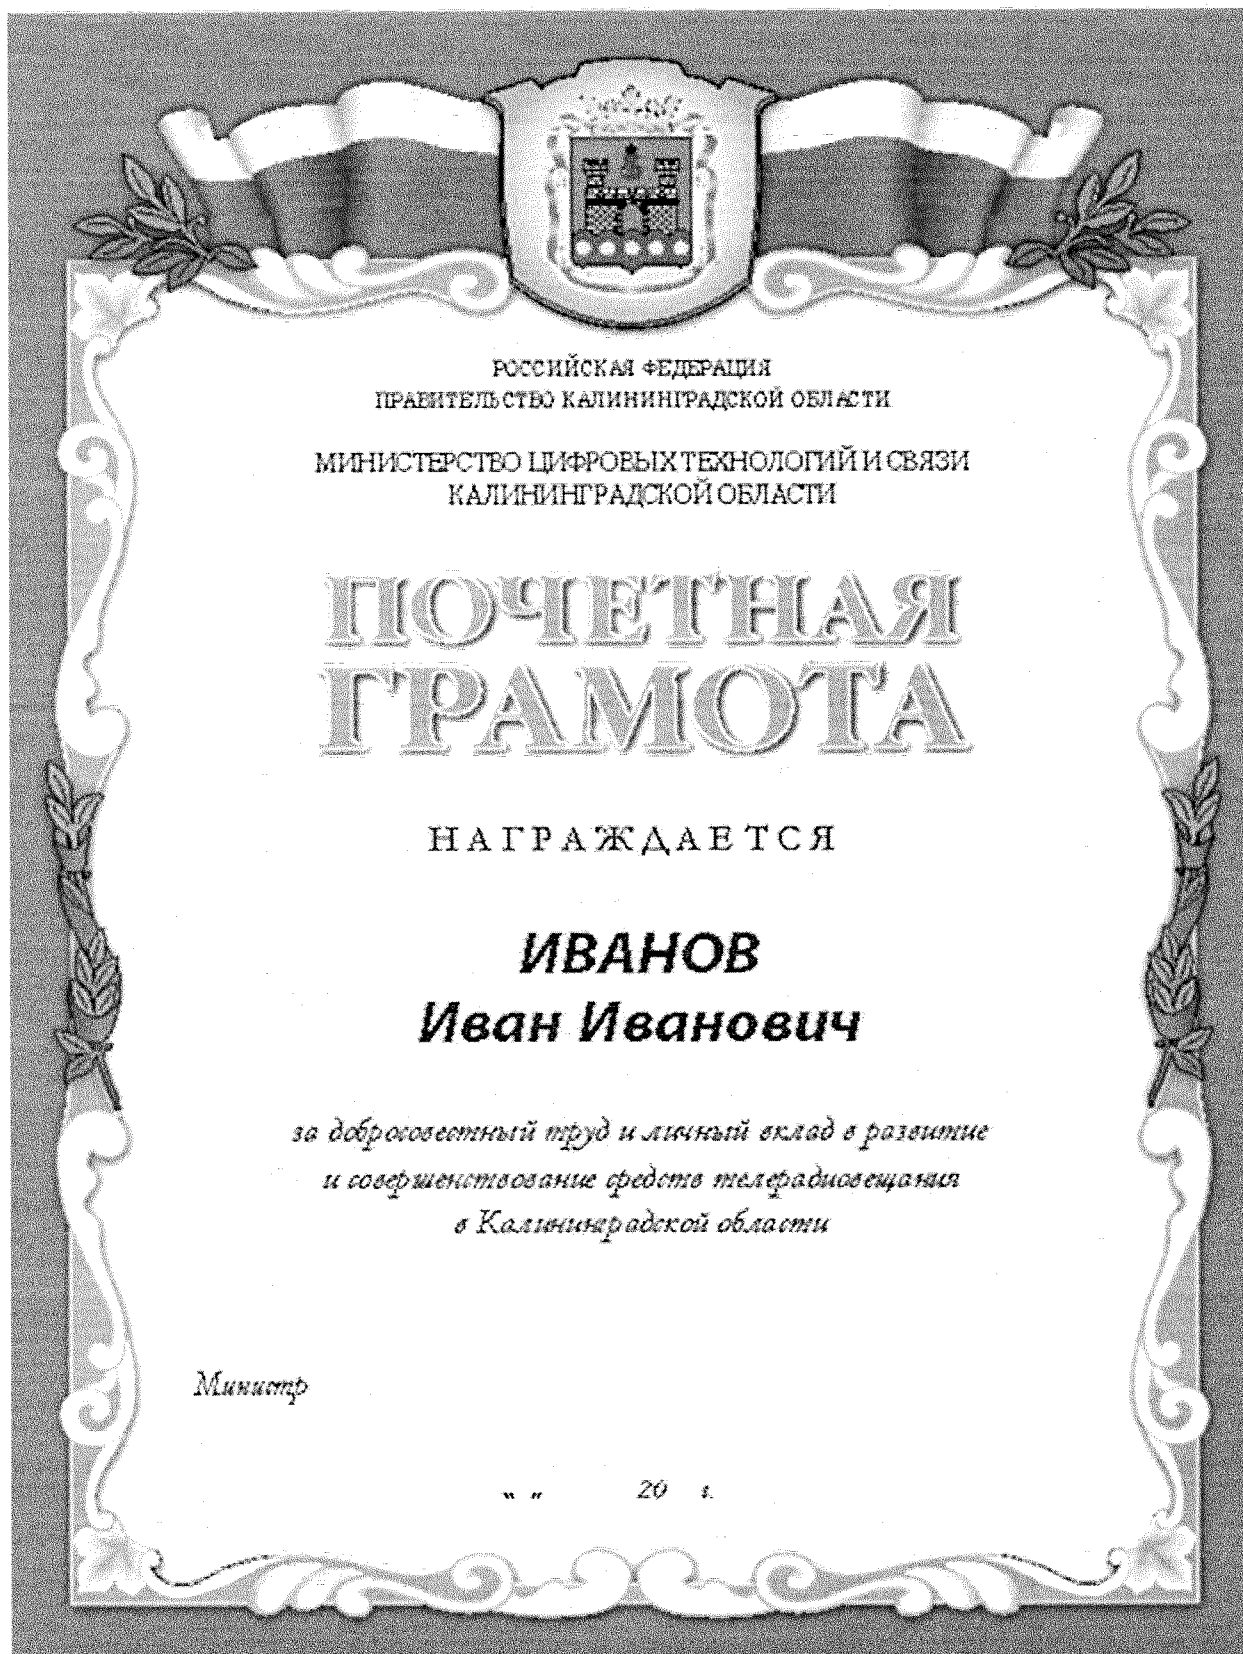 РОССИЙСКАЯ ФЕДЕРАЦИЯ
ПРАВИТЕЛЬСТВО КАЛИНИНГРАДСКОЙ ОБЛАСТИ
МИНИСТЕРСТВО ЦИФРОВЫХ ТЕХНОЛОГИЙ И СВЯЗИ
КАЛИНИНГРАДСКОЙ ОБЛАСТИ
ПОЧЕТНАЯ
ГРАМОТА
НАГРАЖДАЕТСЯ
ИВАНОВ
Иван Иванович
за добросовестный труд и личный вклад в развитие
и совершенствование средств телерадиовещания
в Калининградской области
Министр
" " 20 г.